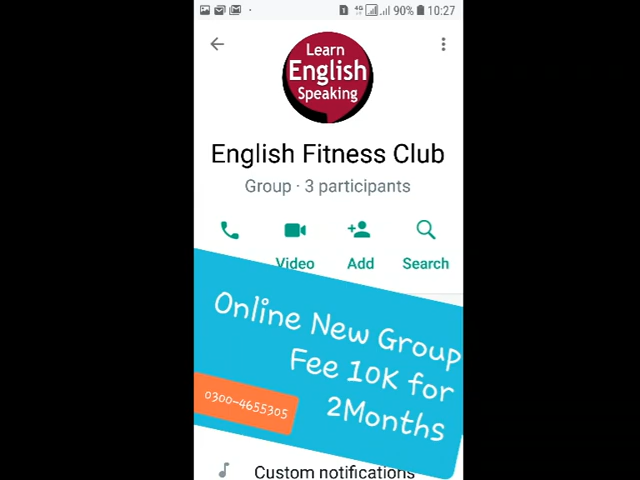 4G 90% 10:27
Learn
English
Speaking
English Fitness Club
Group · 3 participants
Video Add Search
Online New Group
Fee 10K for
2Months
0300-4655305
Custom notifications